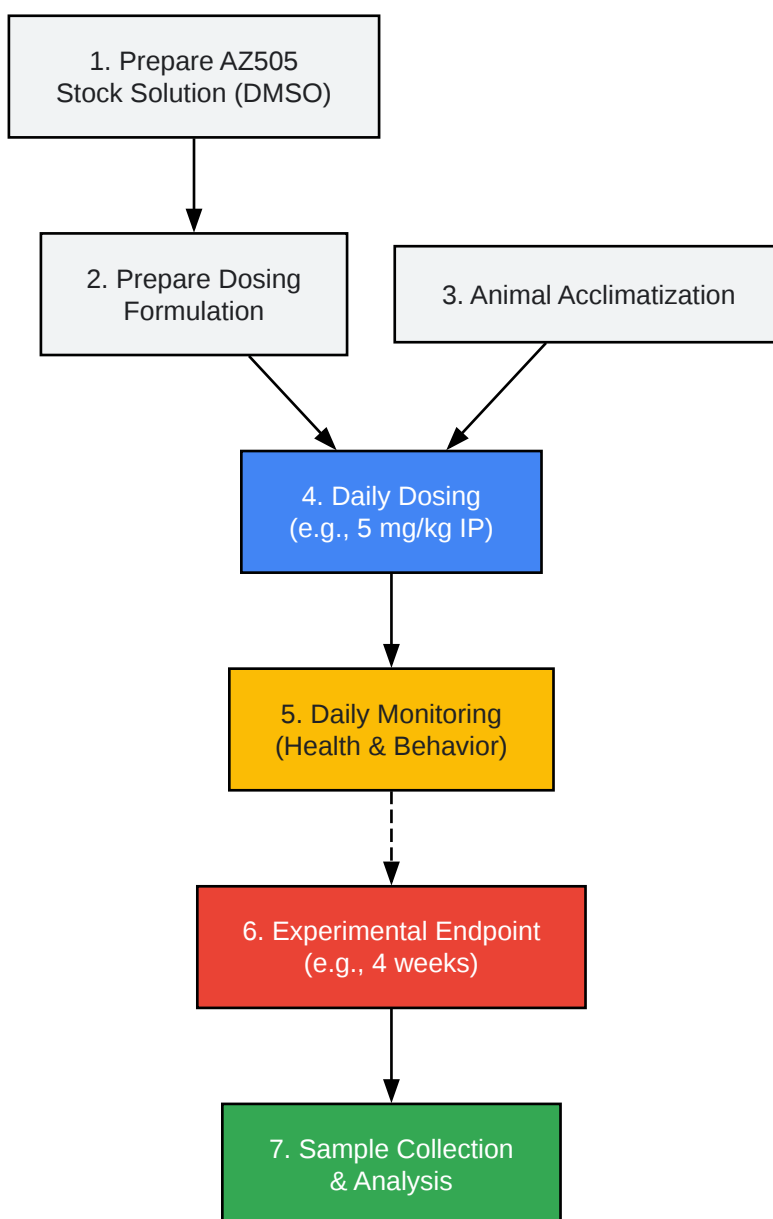 1. Prepare AZ505
Stock Solution (DMSO)
2. Prepare Dosing
Formulation
3. Animal Acclimatization
4. Daily Dosing
(e.g., 5 mg/kg IP)
5. Daily Monitoring
(Health & Behavior)
6. Experimental Endpoint
(e.g., 4 weeks)
7. Sample Collection
& Analysis